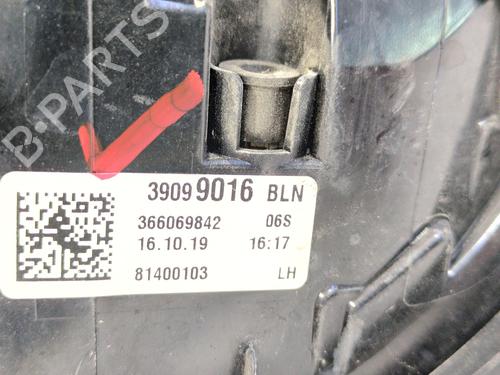 B-PARTS
39099016 BLN
366069842 06S
16.10.19 16:17
81400103 LH